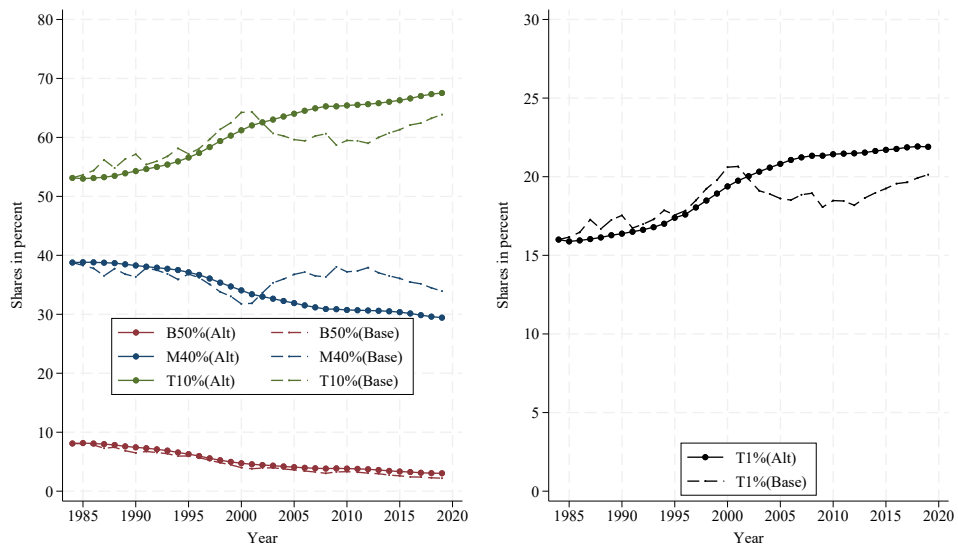 80
70
60
50
40
30
20
10
0
Shares in percent
B50%(Alt) B50%(Base)
M40%(Alt) M40%(Base)
T10%(Alt) T10%(Base)
1985 1990 1995 2000 2005 2010 2015 2020
Year
30
25
20
15
10
5
0
Shares in percent
T1%(Alt)
T1%(Base)
1985 1990 1995 2000 2005 2010 2015 2020
Year